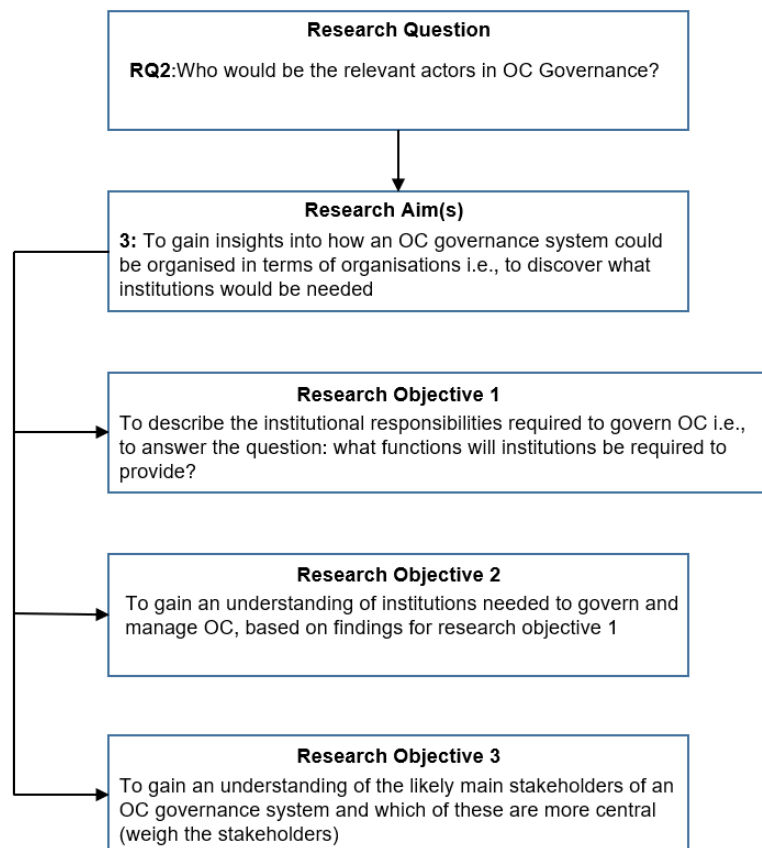 Research Question
RQ2:Who would be the relevant actors in OC Governance?
Research Aim(s)
3: To gain insights into how an OC governance system could
be organised in terms of organisations i.e., to discover what
institutions would be needed
Research Objective 1
To describe the institutional responsibilities required to govern OC i.e.,
to answer the question: what functions will institutions be required to
provide?
Research Objective 2
To gain an understanding of institutions needed to govern and
manage OC, based on findings for research objective 1
Research Objective 3
To gain an understanding of the likely main stakeholders of an
OC governance system and which of these are more central
(weigh the stakeholders)